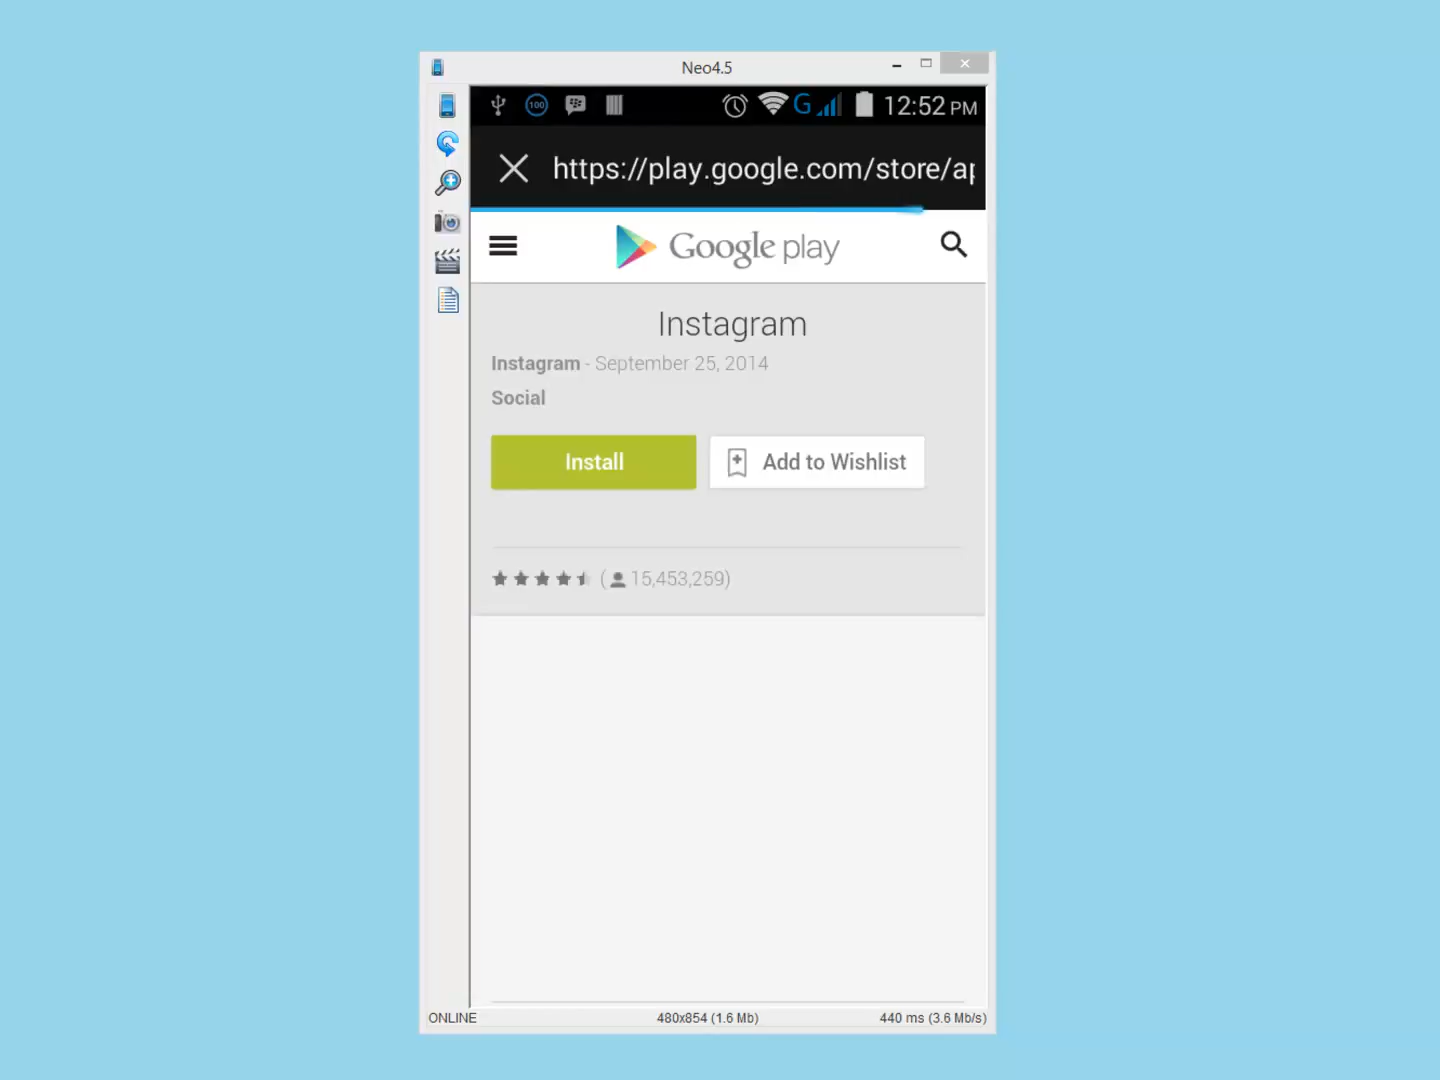 Neo4.5
100
G
12:52 PM
https://play.google.com/store/ap
Google play
Instagram
Instagram - September 25, 2014
Social
Install
Add to Wishlist
(15,453,259)
ONLINE
480x854 (1.6 Mb)
440 ms (3.6 Mb/s)